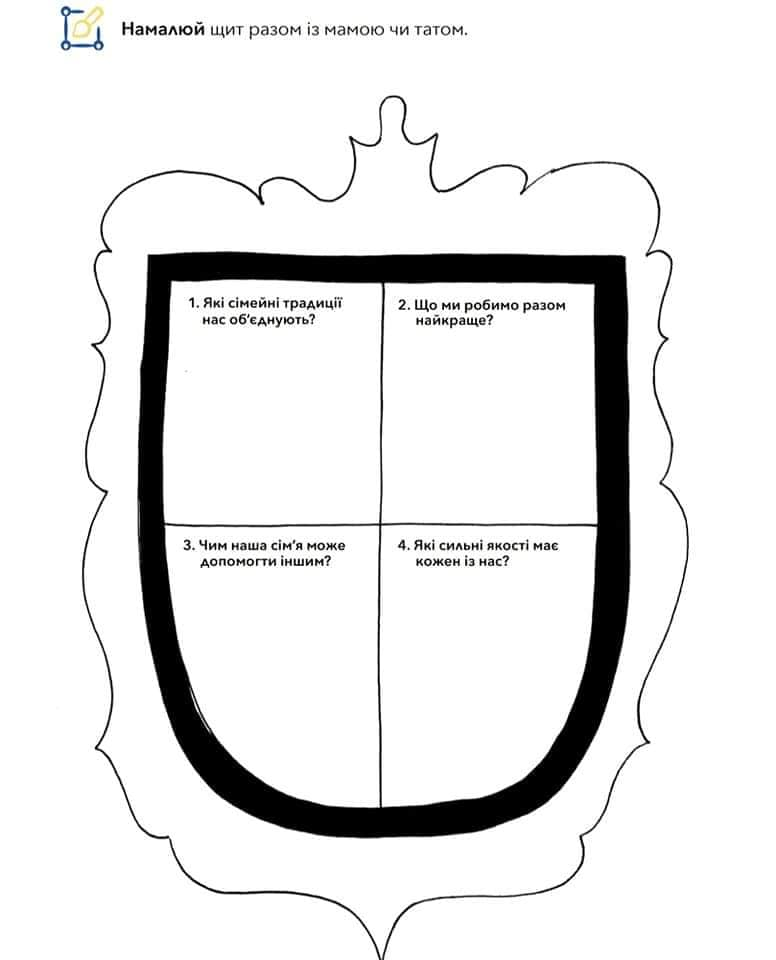 Намалюй щит разом із мамою чи татом.
1. Які сімейні традиції
нас об'єднують?
2. Що ми робимо разом
найкраще?
3. Чим наша сім'я може
допомогти іншим?
4. Які сильні якості має
кожен із нас?